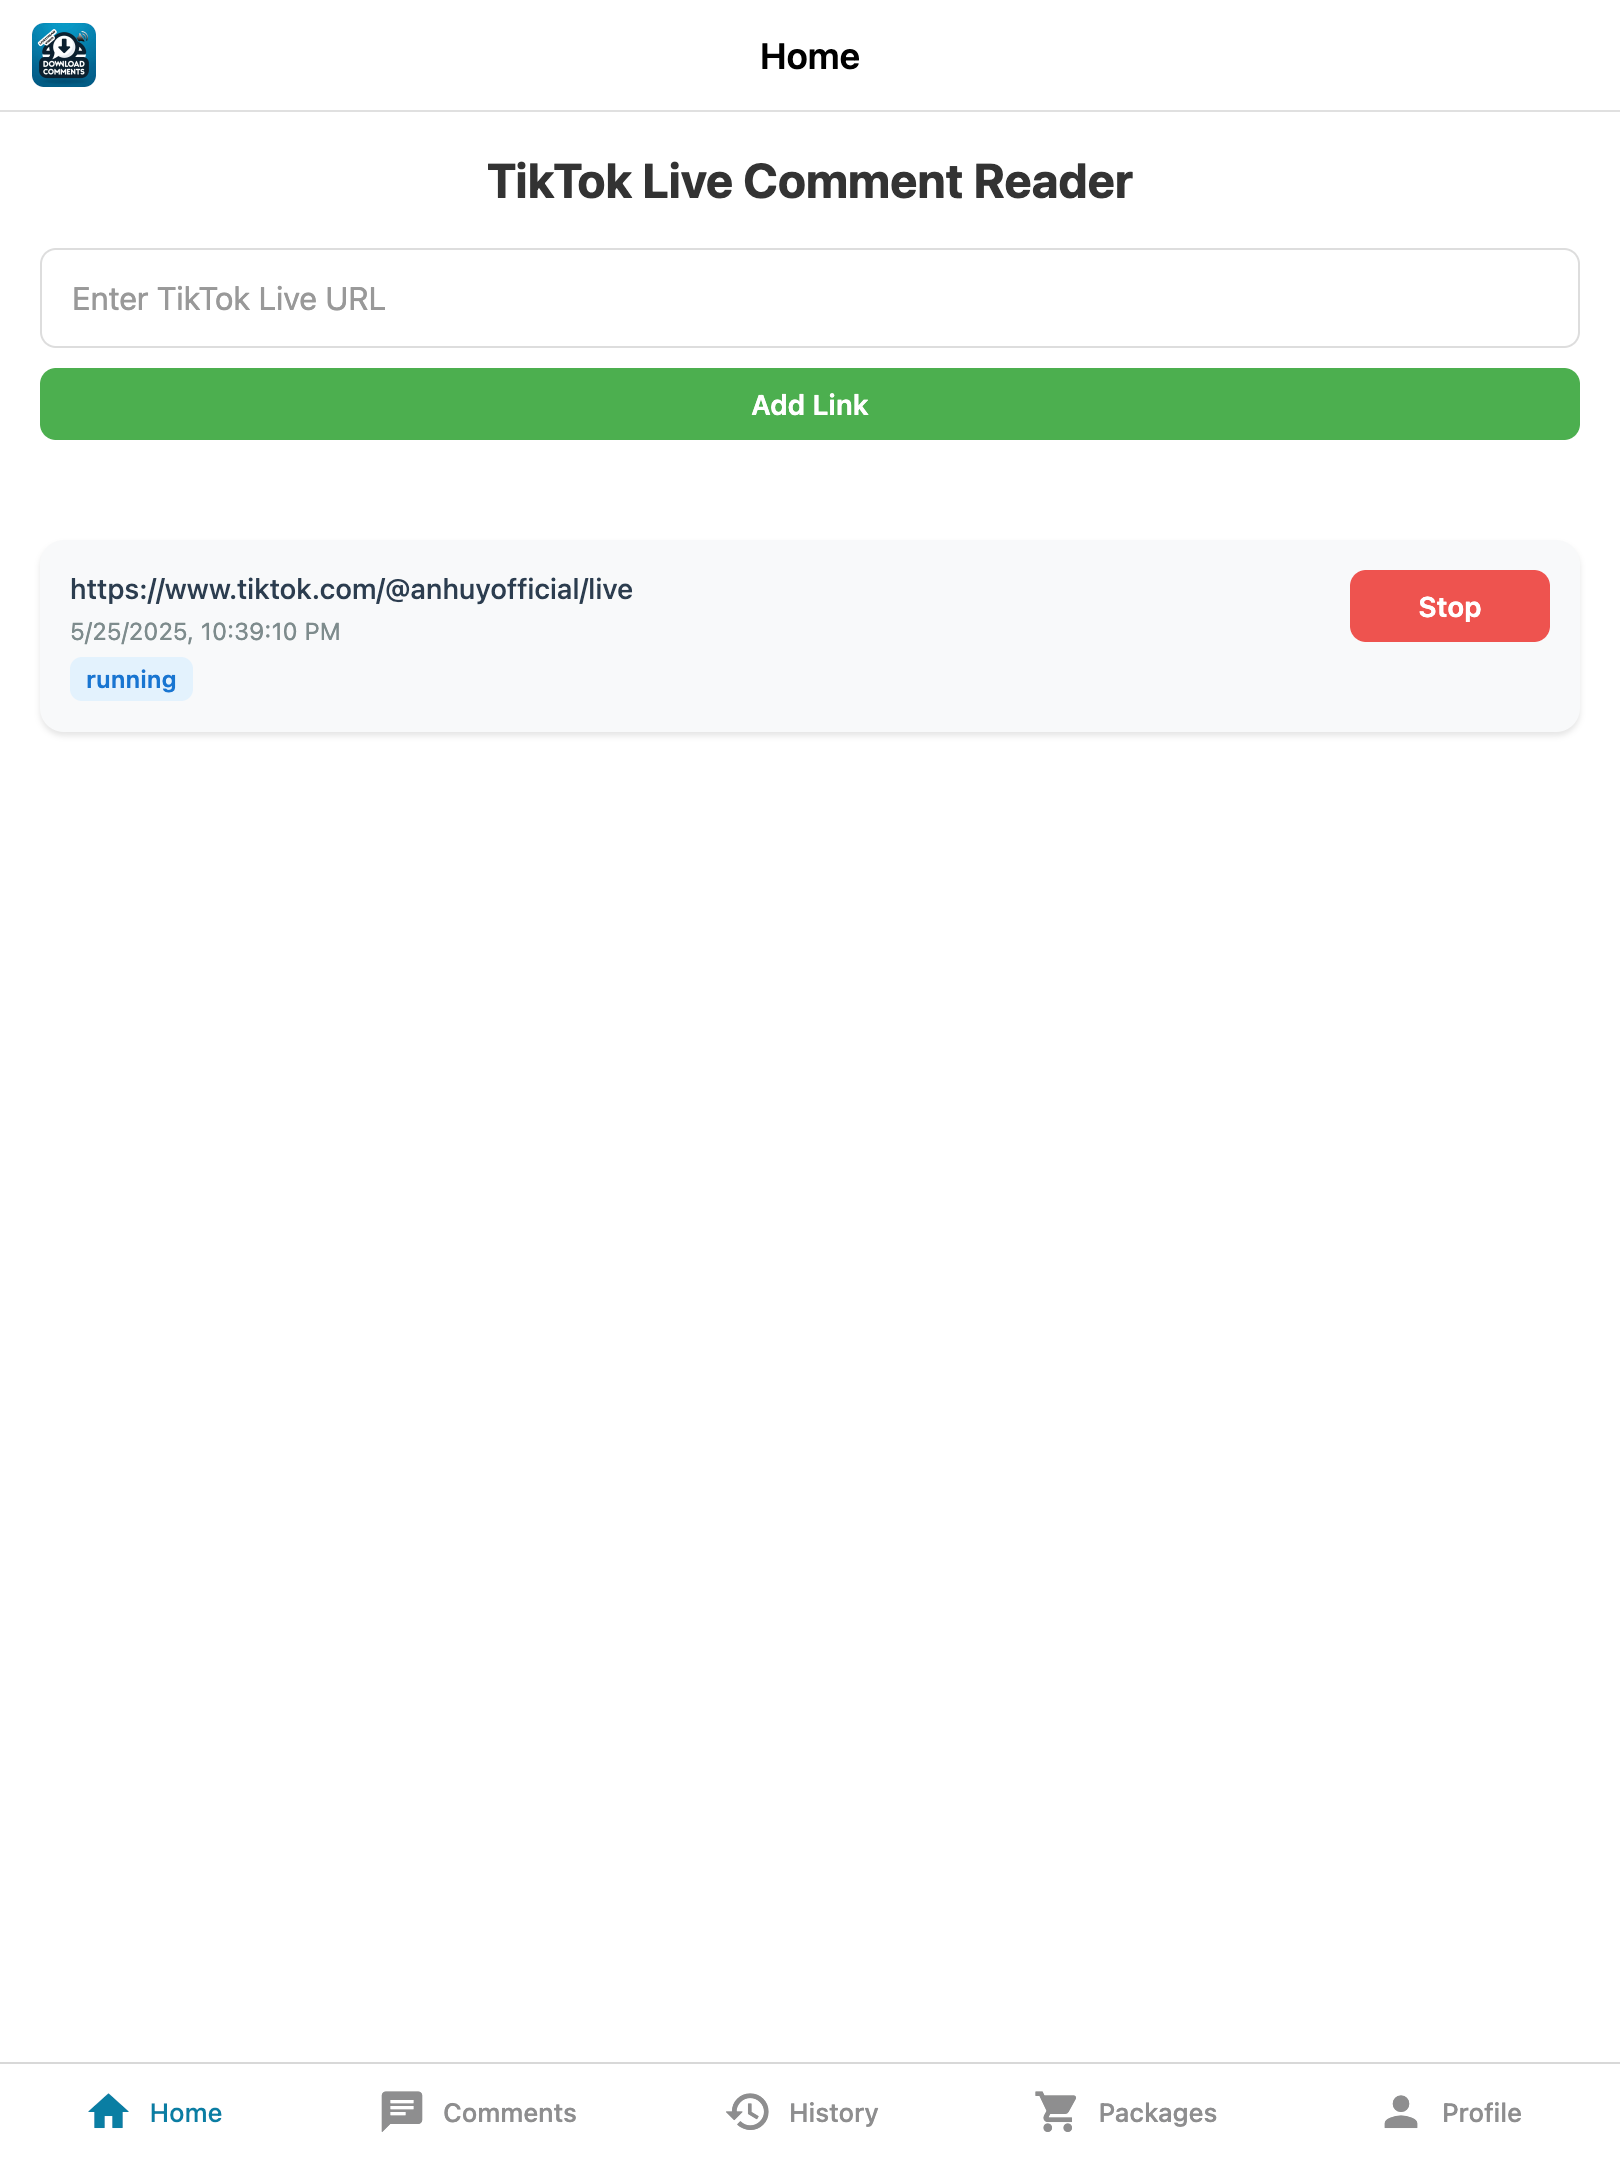 DOWNLOAD
COMMENTS
Home
TikTok Live Comment Reader
Enter TikTok Live URL
Add Link
https://www.tiktok.com/@anhuyofficial/live
5/25/2025, 10:39:10 PM
running
Stop
Home
Comments
History
Packages
Profile